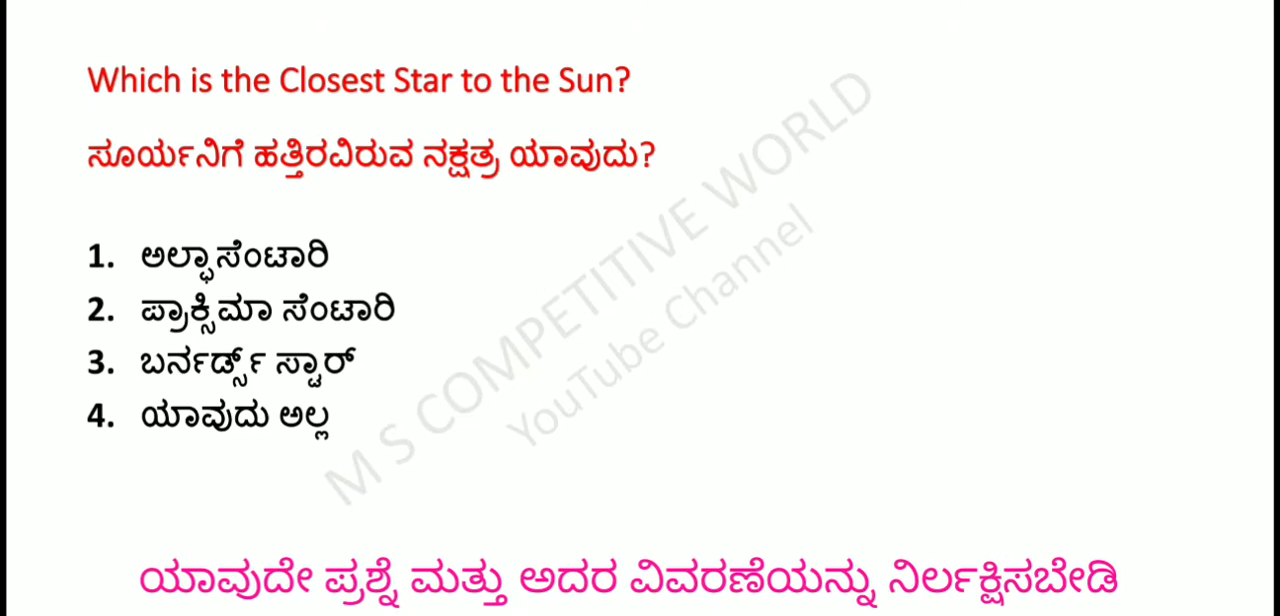 Which is the Closest Star to the Sun?
ಸೂರ್ಯನಿಗೆ ಹತ್ತಿರವಿರುವ ನಕ್ಷತ್ರ ಯಾವುದು?
1. ಅಲ್ಫಾಸೆಂಟಾರಿ
2. ಪ್ರಾಕ್ಸಿಮಾ ಸೆಂಟಾರಿ
3. ಬರ್ನರ್ಡ್ಸ್ ಸ್ಟಾರ್
4. ಯಾವುದು ಅಲ್ಲ
M S COMPETITIVE WORLD
YouTube Channel
ಯಾವುದೇ ಪ್ರಶ್ನೆ ಮತ್ತು ಅದರ ವಿವರಣೆಯನ್ನು ನಿರ್ಲಕ್ಷಿಸಬೇಡಿ